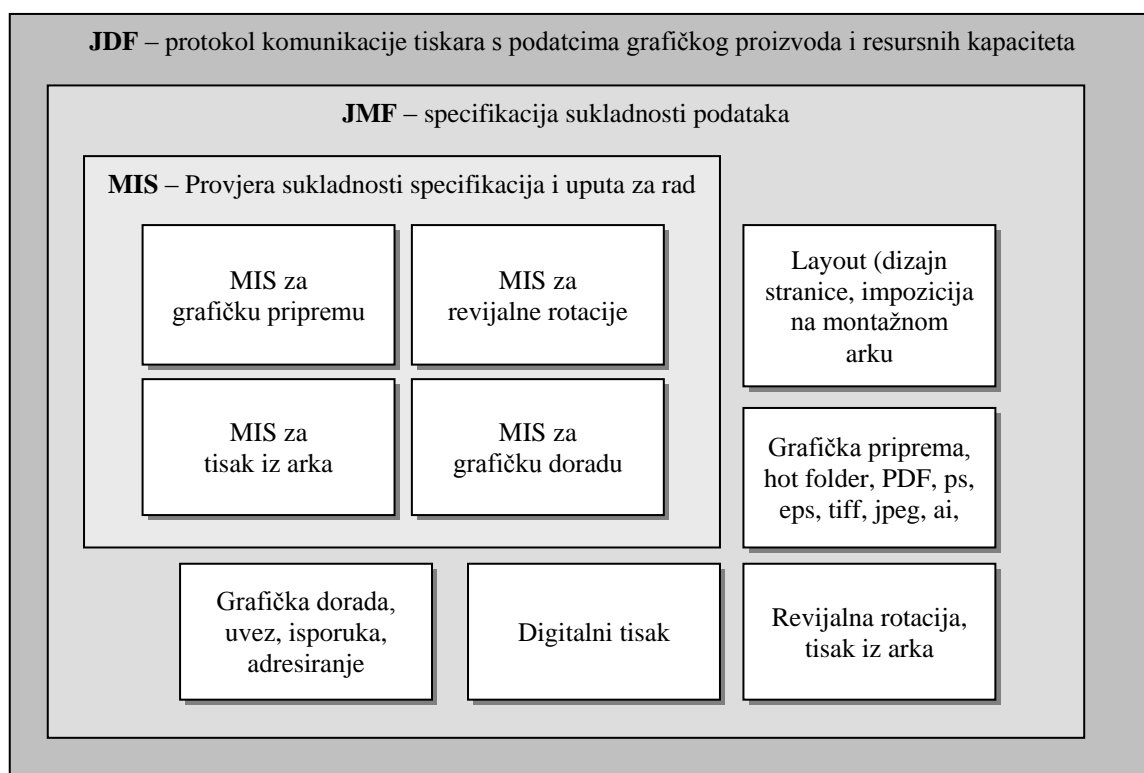 JDF – protokol komunikacije tiskara s podatcima grafičkog proizvoda i resursnih kapaciteta
JMF – specifikacija sukladnosti podataka
MIS – Provjera sukladnosti specifikacija i uputa za rad
MIS za
grafičku pripremu
MIS za
revijalne rotacije
Layout (dizajn
stranice, impozicija
na montažnom
arku
MIS za
tisak iz arka
MIS za
grafičku doradu
Grafička priprema,
hot folder, PDF, ps,
eps, tiff, jpeg, ai,
Grafička dorada,
uvez, isporuka,
adresiranje
Digitalni tisak
Revijalna rotacija,
tisak iz arka